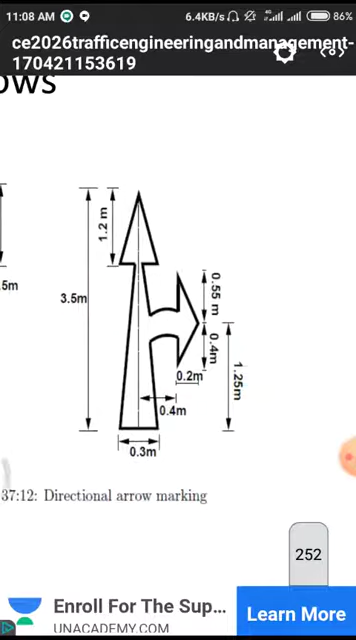 11:08 AM 6.4KB/s 4G 86%
ce2026trafficengineeringandmanagement-
170421153619
ows
1.2 m
3.5m
.5m
0.55 m
0.4m
0.2m
1.25m
0.4m
0.3m
37:12: Directional arrow marking
252
Enroll For The Sup...
UNACADEMY.COM
Learn More